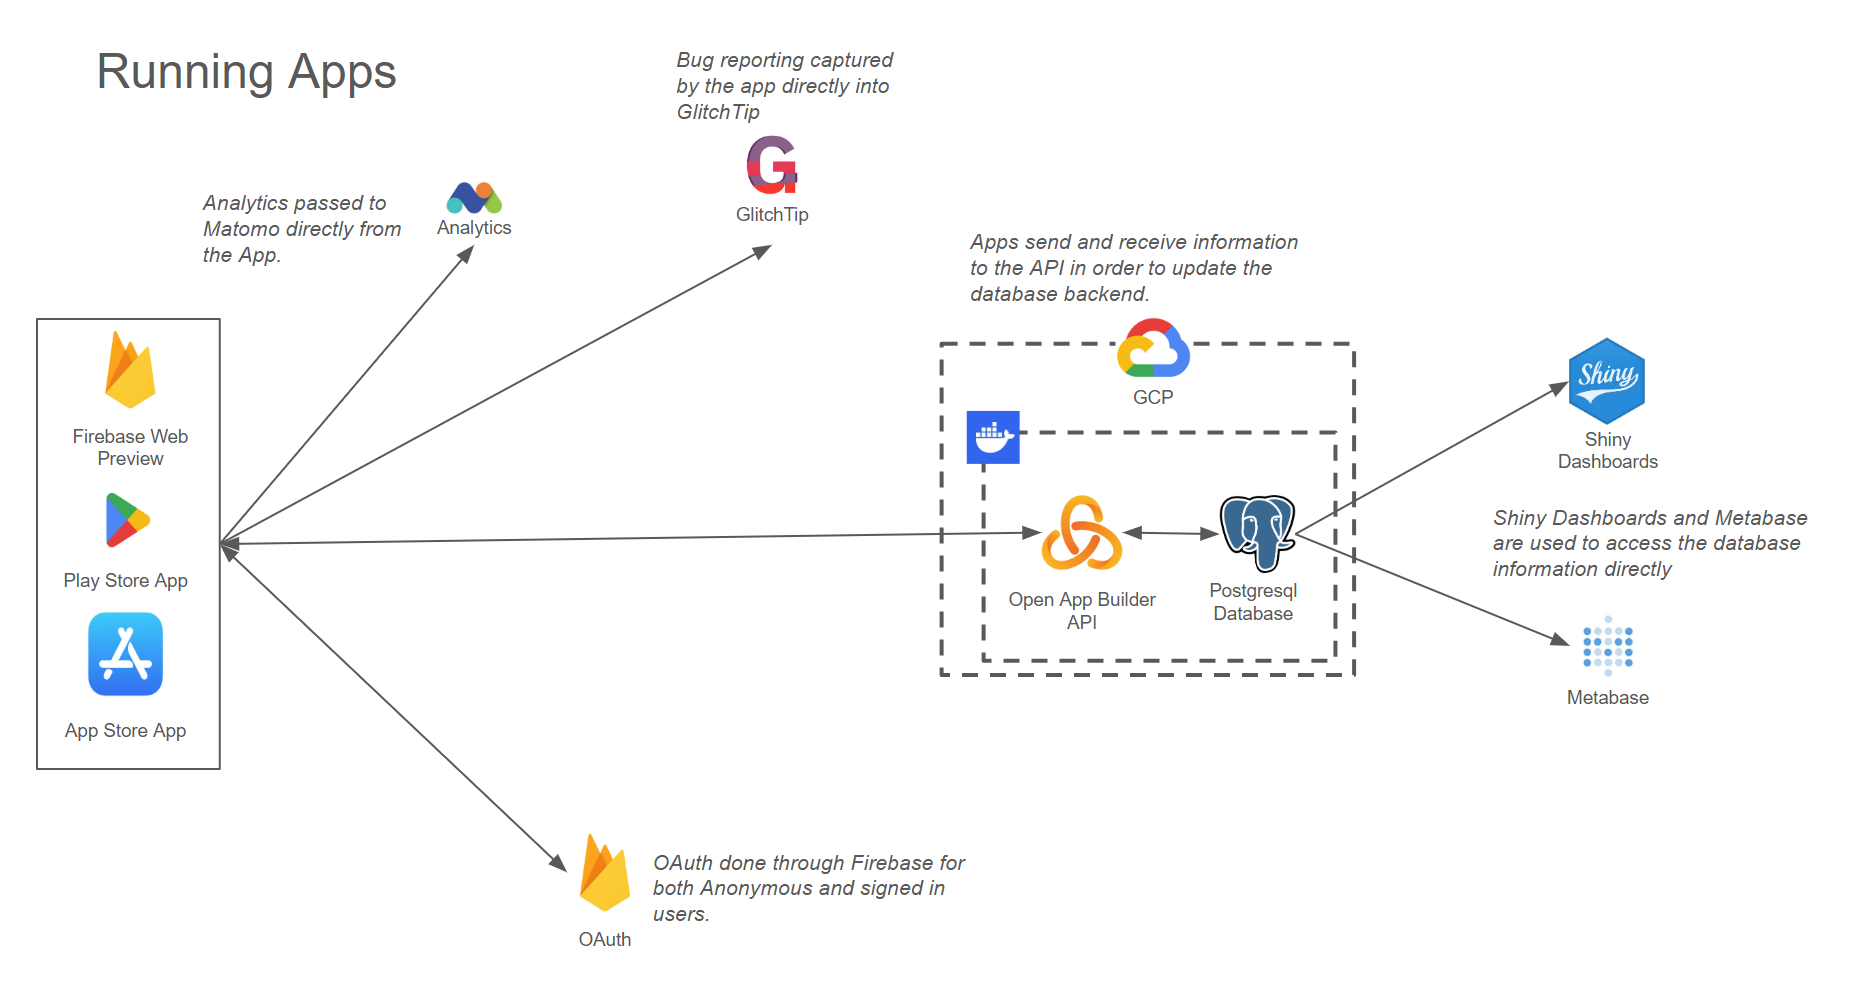 Running Apps
Bug reporting captured
by the app directly into
GlitchTip
GlitchTip
Analytics passed to
Matomo directly from
the App.
Analytics
Apps send and receive information
to the API in order to update the
database backend.
GCP
Firebase Web
Preview
Play Store App
App Store App
Open App Builder
API
Postgresql
Database
Shiny
Shiny
Dashboards
Shiny Dashboards and Metabase
are used to access the database
information directly
Metabase
OAuth done through Firebase for
both Anonymous and signed in
users.
OAuth